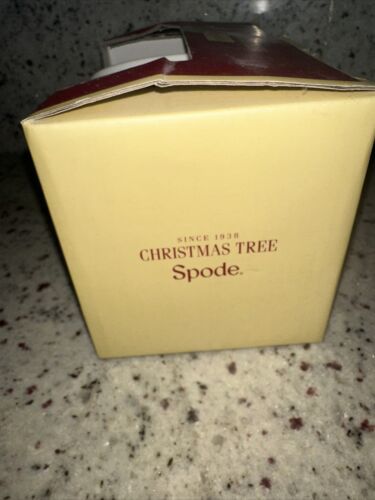 SINCE 1938
CHRISTMAS TREE
Spode.